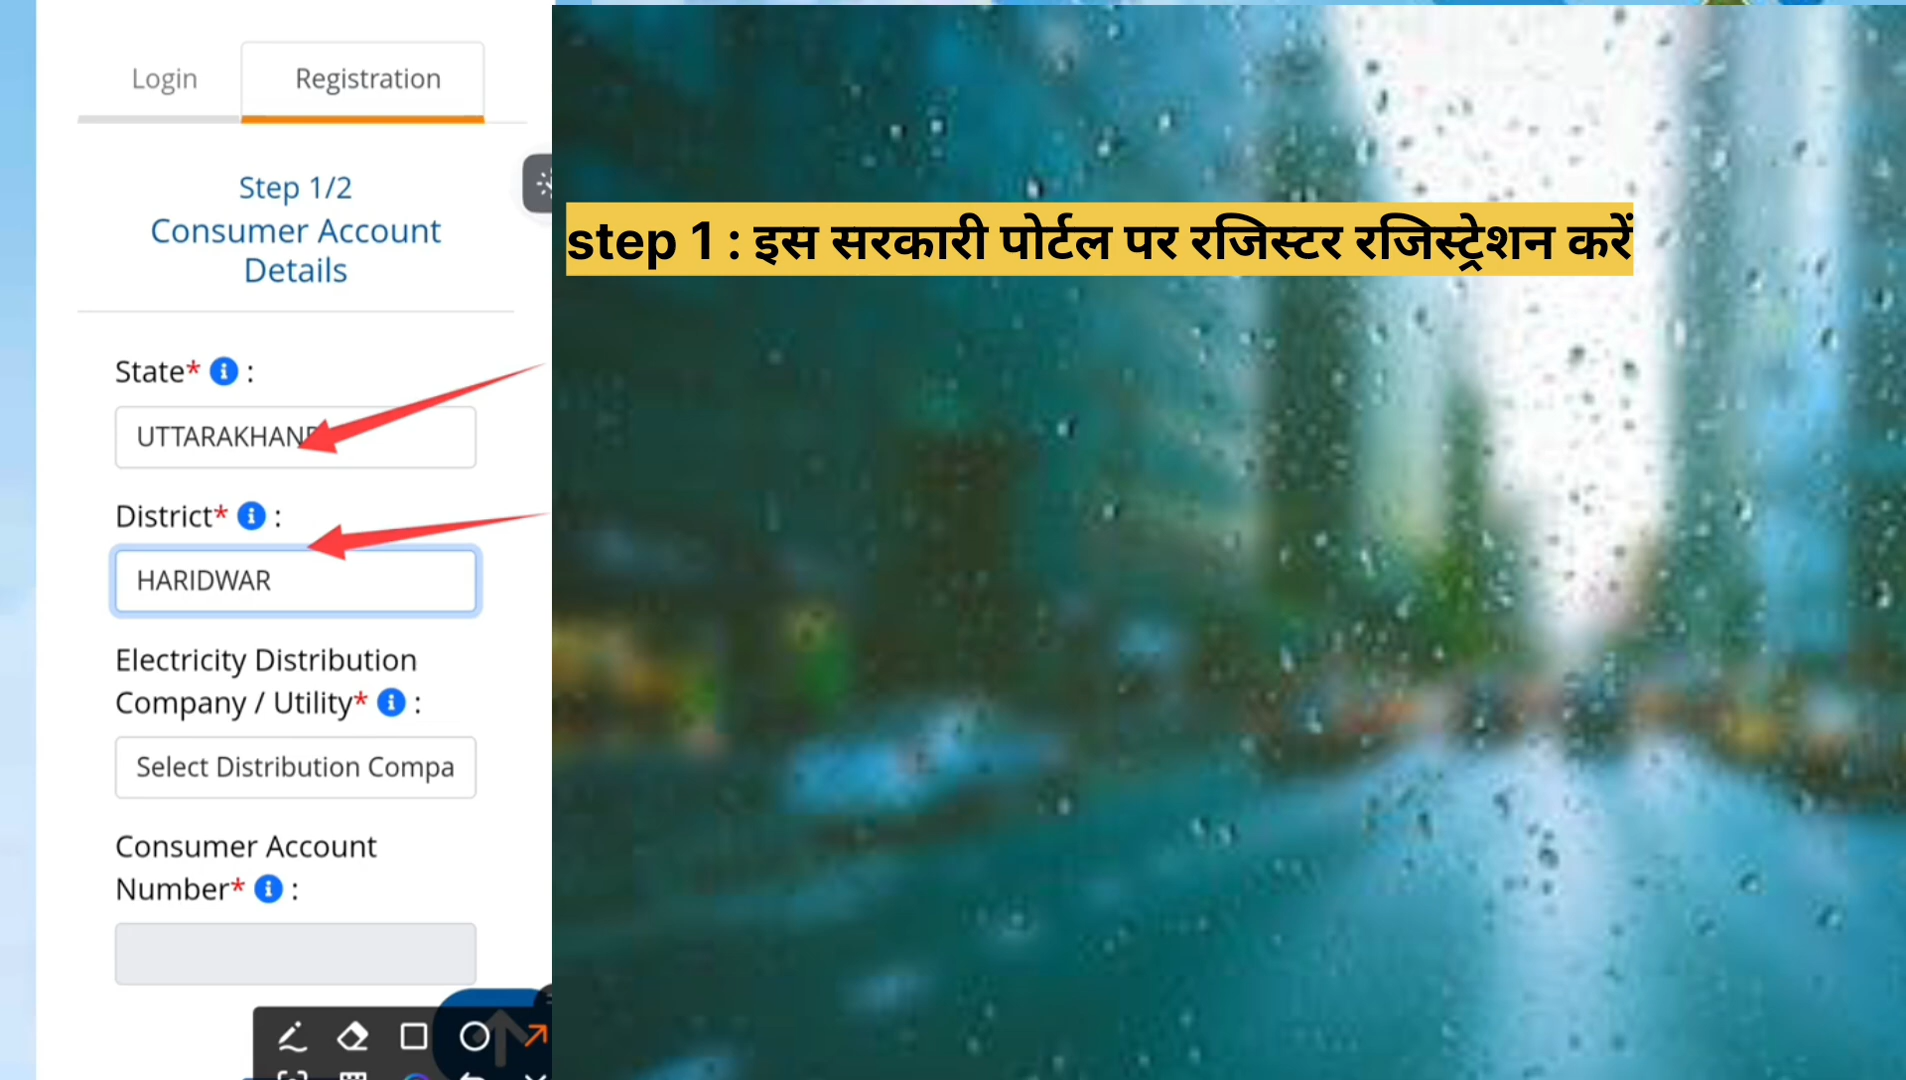 Login
Registration
Step 1/2
Consumer Account
Details
State* :
District* :
HARIDWAR
Electricity Distribution
Company / Utility* :
Select Distribution Compa
Consumer Account
Number* :
step 1 : इस सरकारी पोर्टल पर रजिस्टर रजिस्ट्रेशन करें